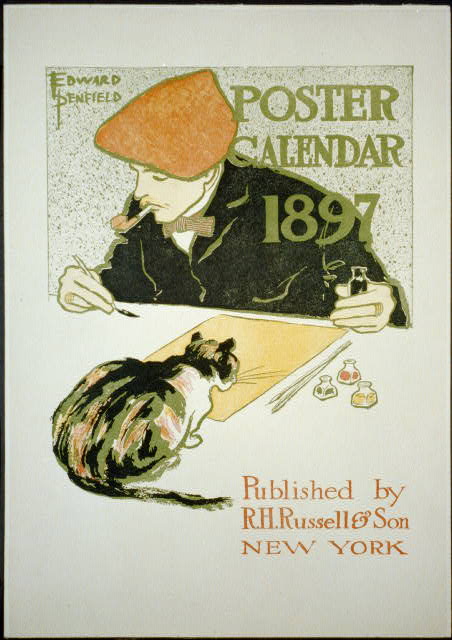 EDWARD
PENFIELD
POSTER
CALENDAR
1897
Published by
R.H. Russell & Son
NEW YORK